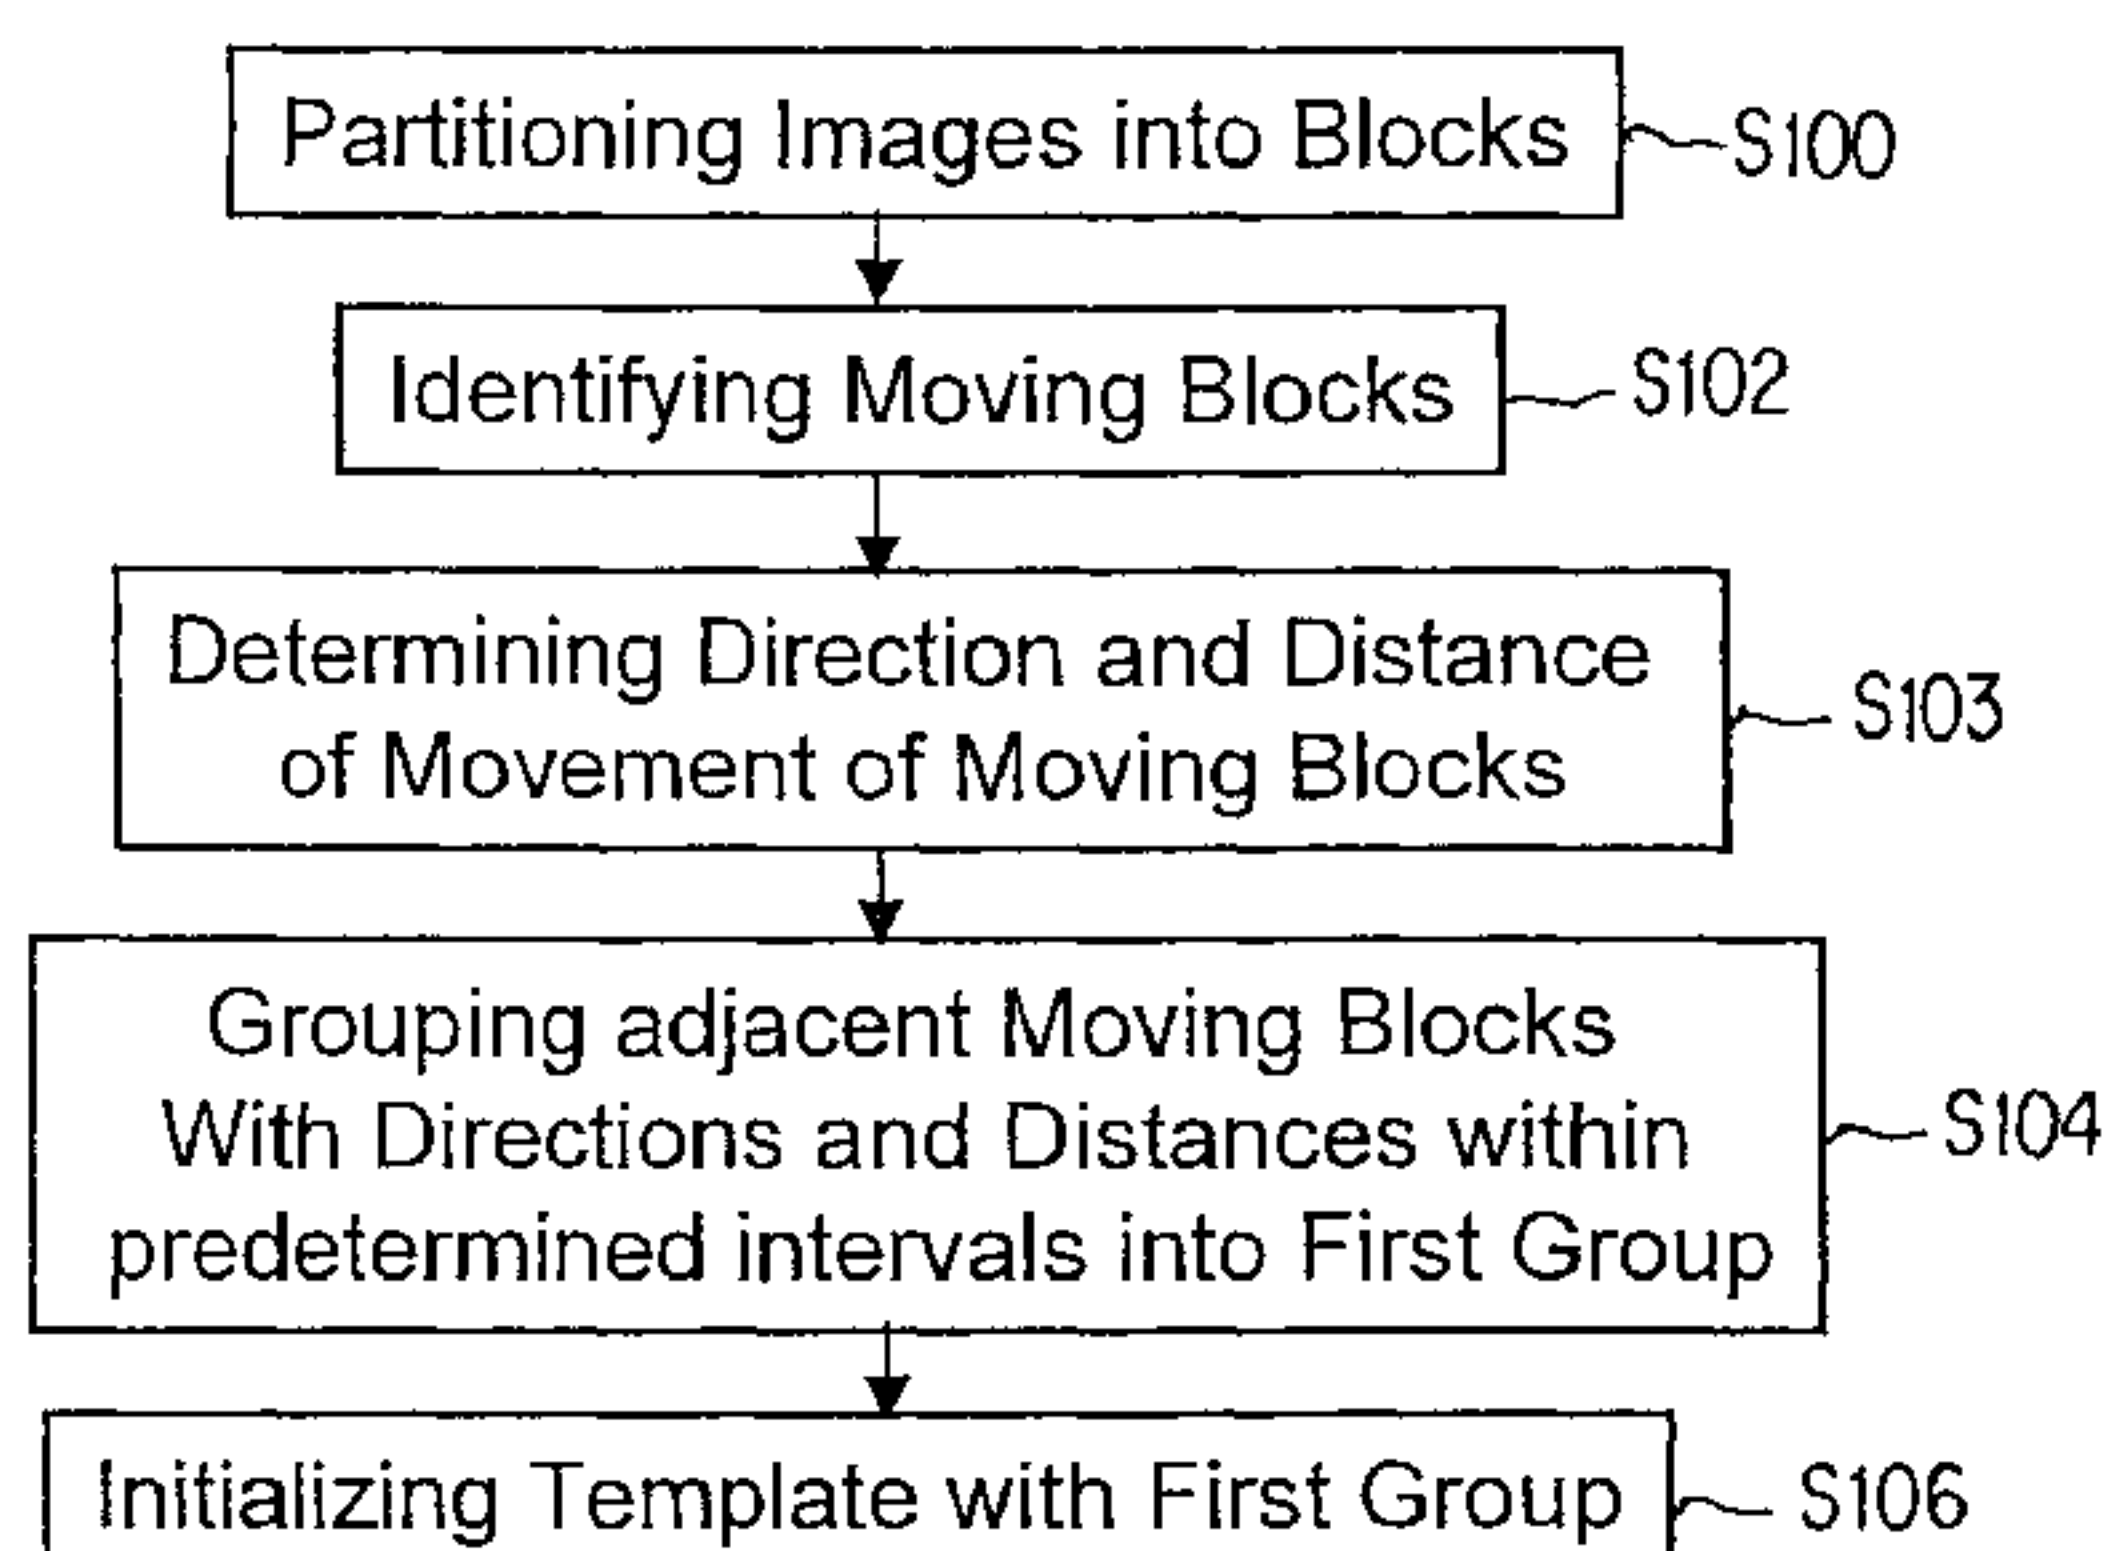 Partitioning Images into Blocks
S100
Identifying Moving Blocks
S102
Determining Direction and Distance
of Movement of Moving Blocks
S103
Grouping adjacent Moving Blocks
With Directions and Distances within
predetermined intervals into First Group
S104
Initializing Template with First Group
S106